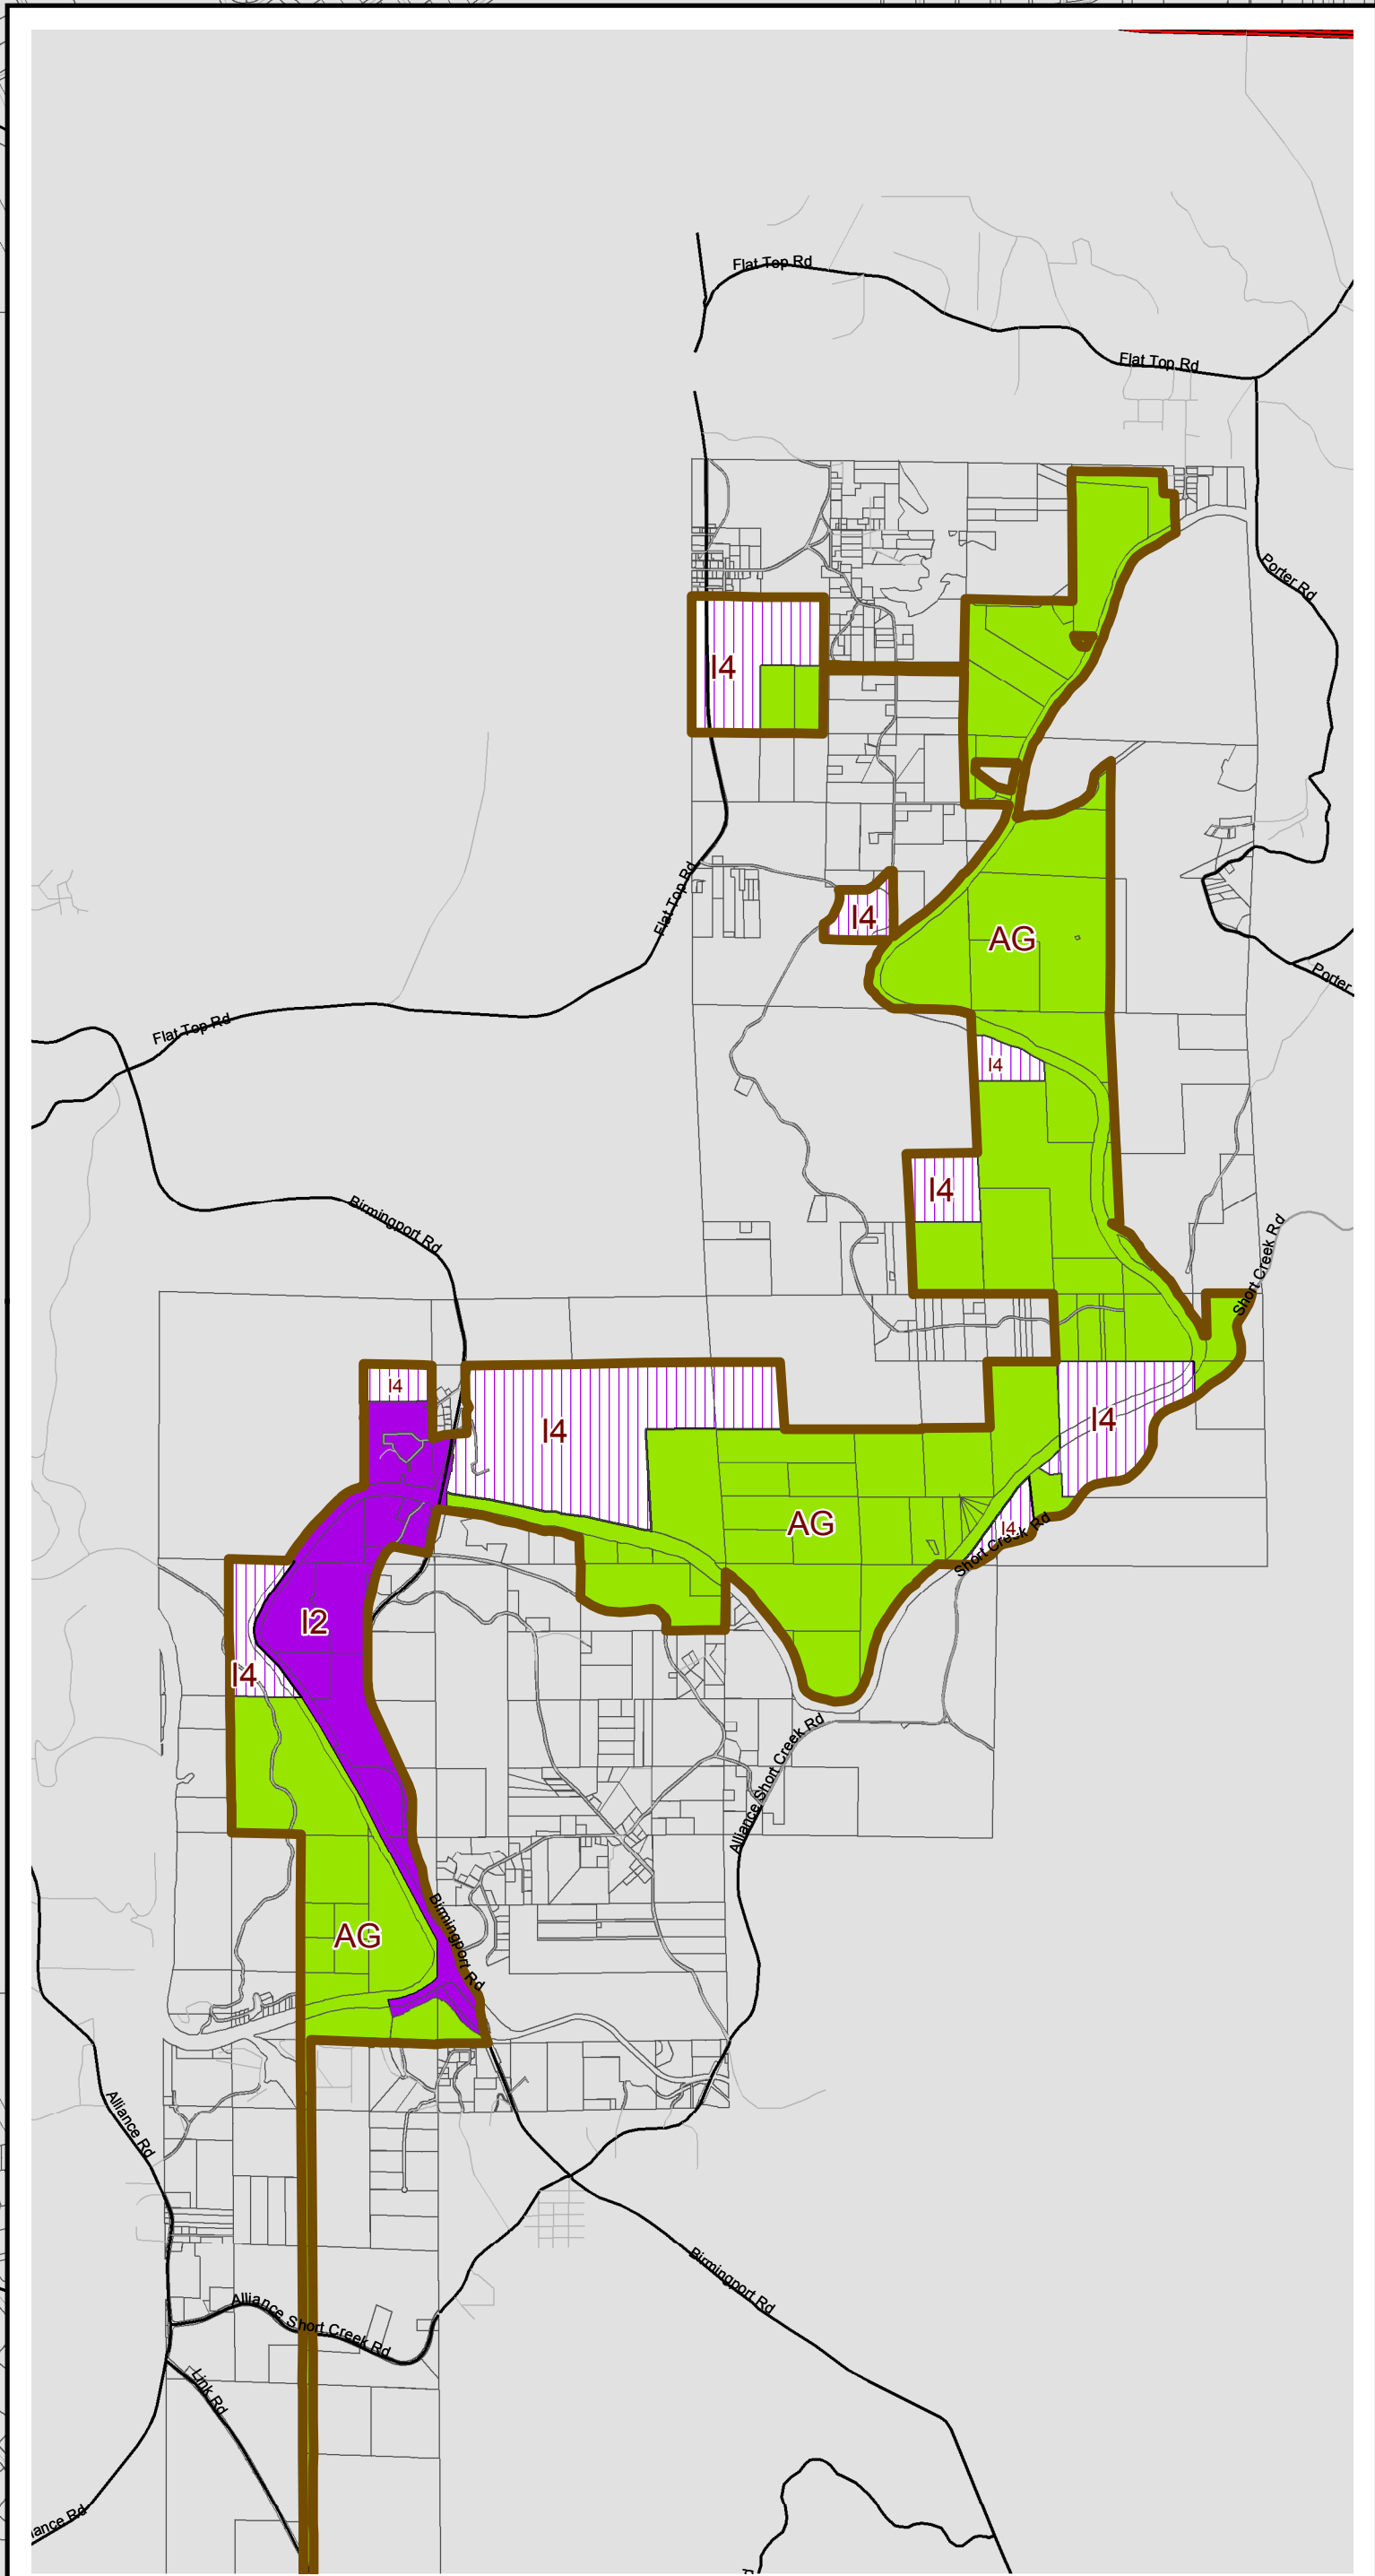 Flat Top Rd
Flat Top Rd
Porter Rd
I4
Flat Top Rd
I4
AG
Porter
Flat Top Rd
I4
I4
Birmingport Rd
Short Creek Rd
I4
I4
I4
AG
I4
Short Creek Rd
I2
I4
Alliance Short Creek Rd
AG
Birmingport Rd
Alliance Rd
Birmingport Rd
Alliance Short Creek Rd
Link Rd
iance Rd